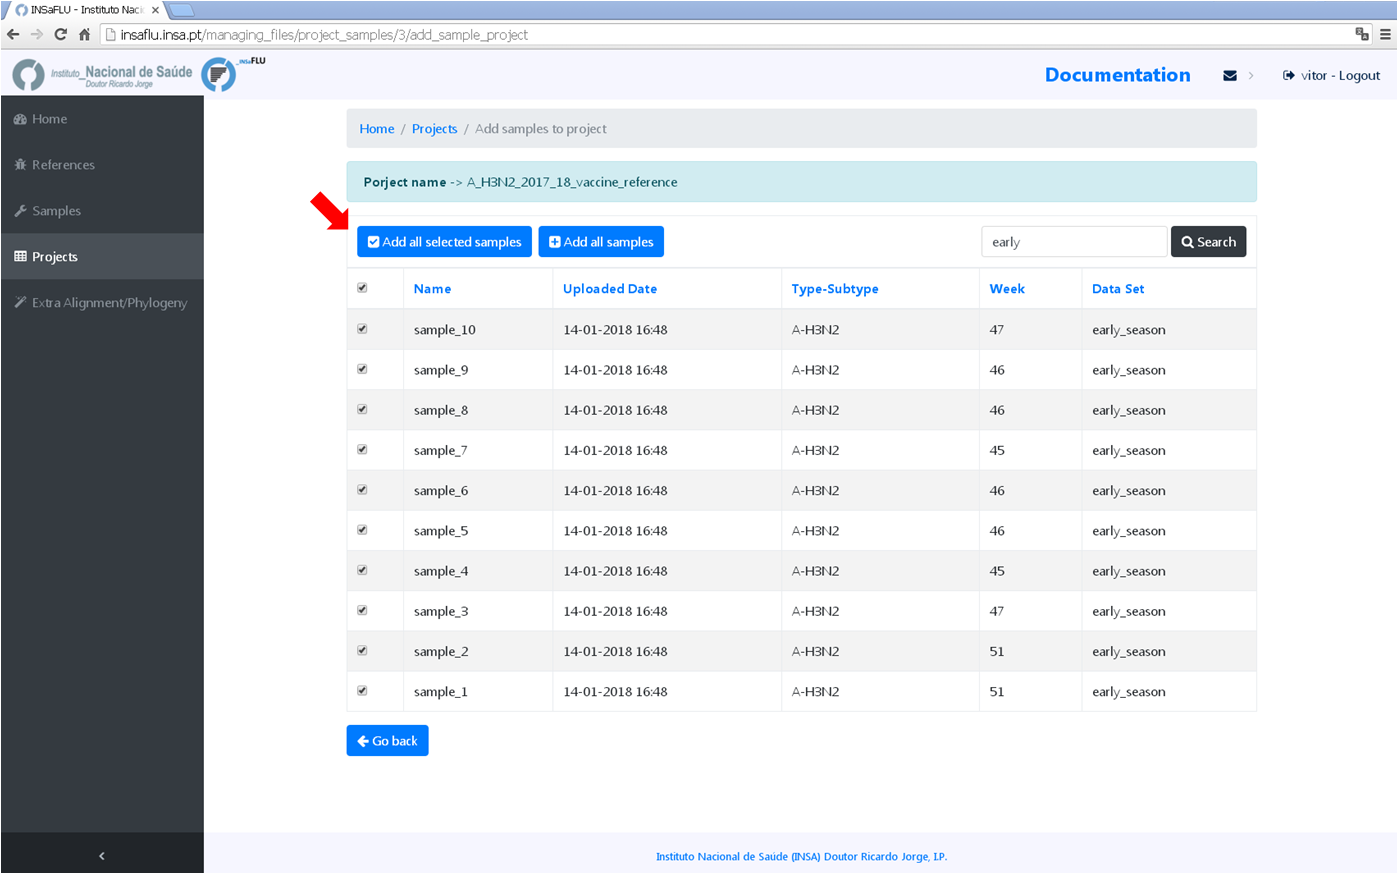 INSaFLU - Instituto Naci
insaflu.insa.pt/managing_files/project_samples/3/add_sample_project
Instituto_Nacional de Saúde
Doutor Ricardo Jorge
_INSaFLU
Documentation
vitor - Logout
Home
References
Samples
Projects
Extra Alignment/Phylogeny
Home / Projects / Add samples to project
Porject name -> A_H3N2_2017_18_vaccine_reference
Add all selected samples Add all samples early Search
Name Uploaded Date Type-Subtype Week Data Set
sample_10 14-01-2018 16:48 A-H3N2 47 early_season
sample_9 14-01-2018 16:48 A-H3N2 46 early_season
sample_8 14-01-2018 16:48 A-H3N2 46 early_season
sample_7 14-01-2018 16:48 A-H3N2 45 early_season
sample_6 14-01-2018 16:48 A-H3N2 46 early_season
sample_5 14-01-2018 16:48 A-H3N2 46 early_season
sample_4 14-01-2018 16:48 A-H3N2 45 early_season
sample_3 14-01-2018 16:48 A-H3N2 47 early_season
sample_2 14-01-2018 16:48 A-H3N2 51 early_season
sample_1 14-01-2018 16:48 A-H3N2 51 early_season
Go back
Instituto Nacional de Saúde (INSA) Doutor Ricardo Jorge, I.P.